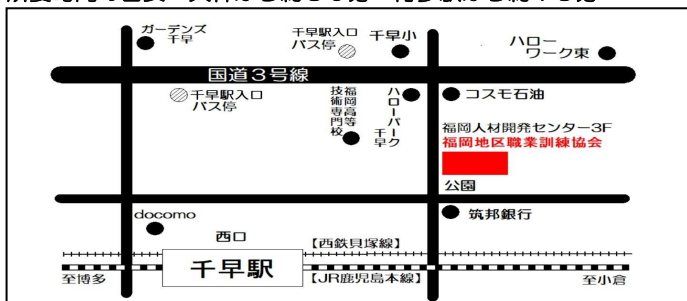 ガーデンズ
千早
千早駅入口
バス停
千早小
ハロー
ワーク東
国道3号線
千早駅入口
バス停
福岡高等
技術専門校
ハローパーク
千早
コスモ石油
福岡人材開発センター3F
福岡地区職業訓練協会
公園
docomo
西口
筑邦銀行
【西鉄貝塚線】
千早駅
至博多
【JR鹿児島本線】
至小倉